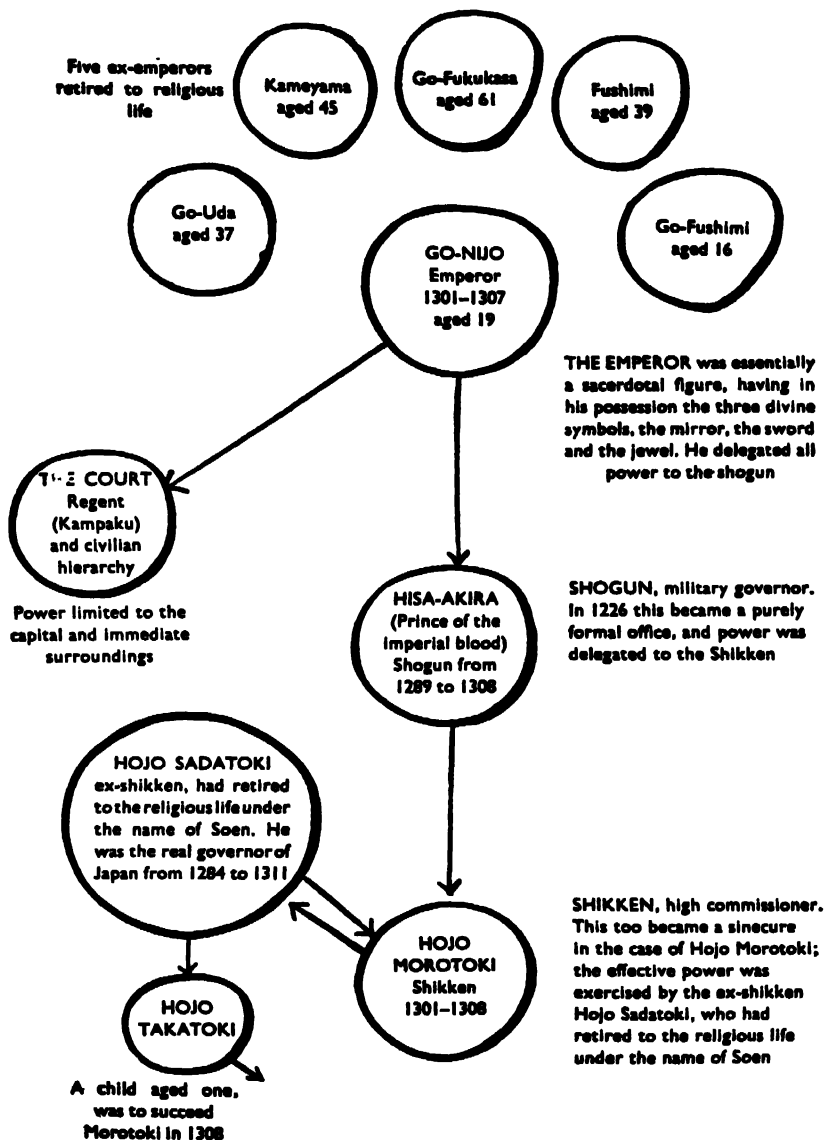 Five ex-emperors
retired to religious
life
Kameyama
aged 45
Go-Fukukasa
aged 61
Fushimi
aged 39
Go-Uda
aged 37
Go-Fushimi
aged 16
GO-NIJO
Emperor
1301–1307
aged 19
THE EMPEROR was essentially
a sacerdotal figure, having in
his possession the three divine
symbols, the mirror, the sword
and the jewel. He delegated all
power to the shogun
THE COURT
Regent
(Kampaku)
and civilian
hierarchy
Power limited to the
capital and immediate
surroundings
HISA-AKIRA
(Prince of the
imperial blood)
Shogun from
1289 to 1308
SHOGUN, military governor.
In 1226 this became a purely
formal office, and power was
delegated to the Shikken
HOJO SADATOKI
ex-shikken, had retired
to the religious life under
the name of Soen. He
was the real governor of
Japan from 1284 to 1311
HOJO
MOROTOKI
Shikken
1301–1308
SHIKKEN, high commissioner.
This too became a sinecure
in the case of Hojo Morotoki;
the effective power was
exercised by the ex-shikken
Hojo Sadatoki, who had
retired to the religious life
under the name of Soen
HOJO
TAKATOKI
A child aged one,
was to succeed
Morotoki in 1308